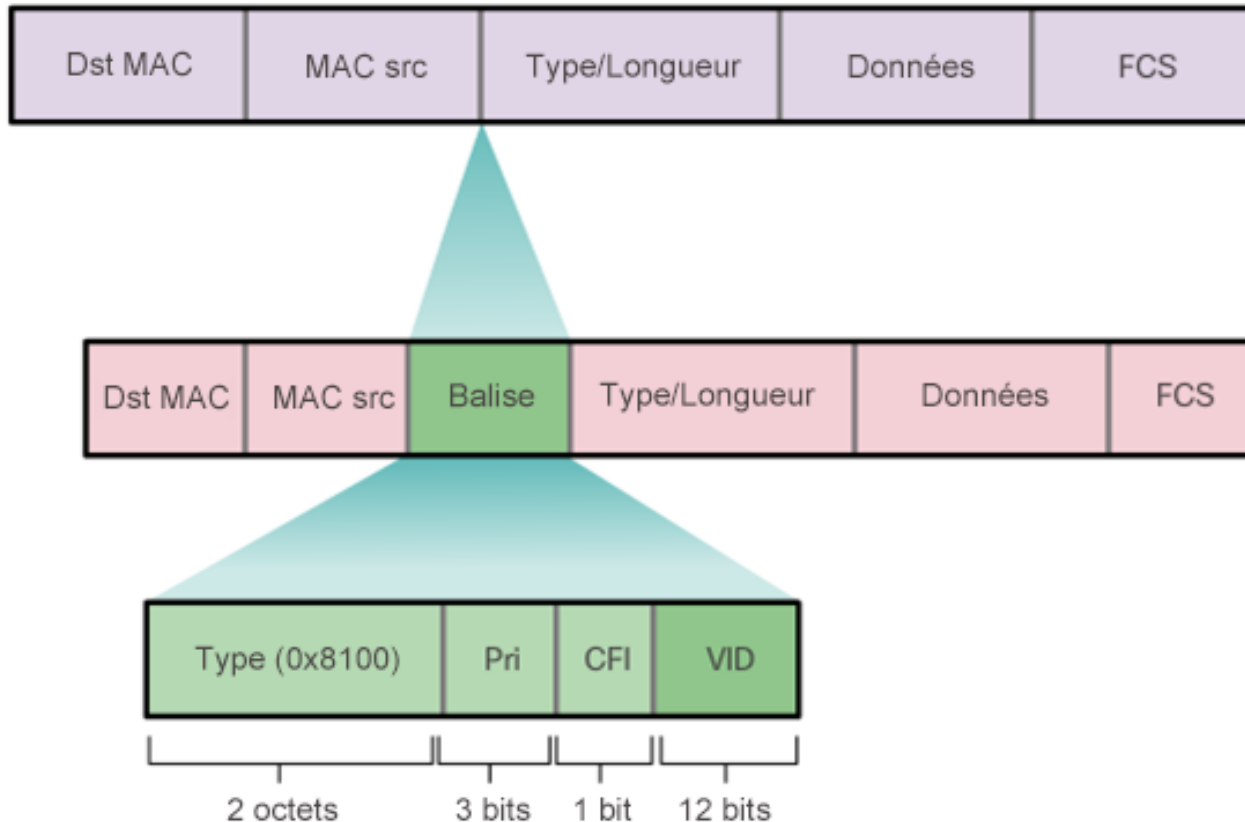 Dst MAC
MAC src
Type/Longueur
Données
FCS
Dst MAC
MAC src
Balise
Type/Longueur
Données
FCS
Type (0x8100)
Pri
CFI
VID
2 octets
3 bits
1 bit
12 bits